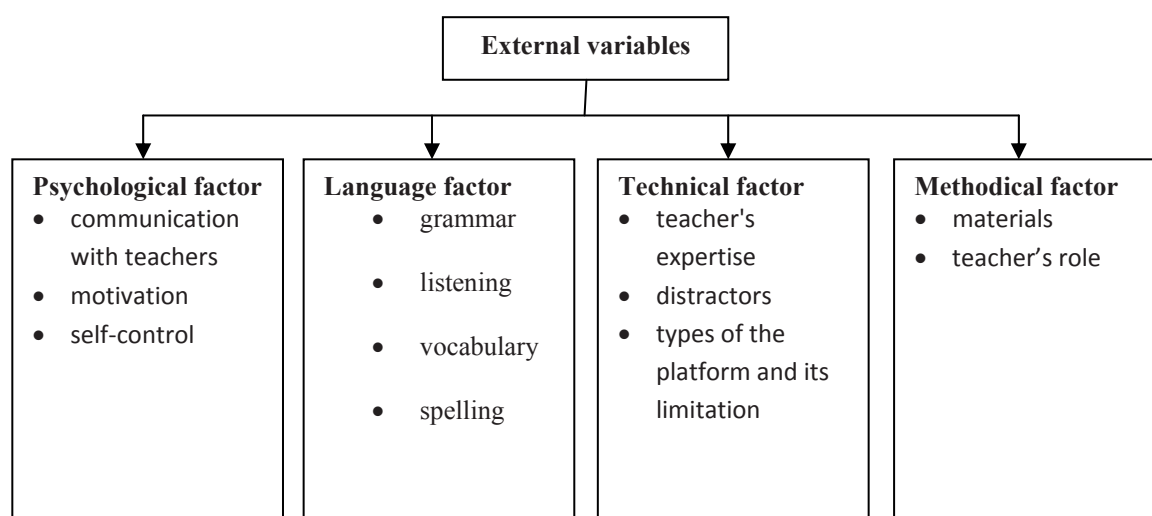 External variables
Psychological factor
• communication
with teachers
• motivation
• self-control
Language factor
• grammar
• listening
• vocabulary
• spelling
Technical factor
• teacher's
expertise
• distractors
• types of the
platform and its
limitation
Methodical factor
• materials
• teacher’s role